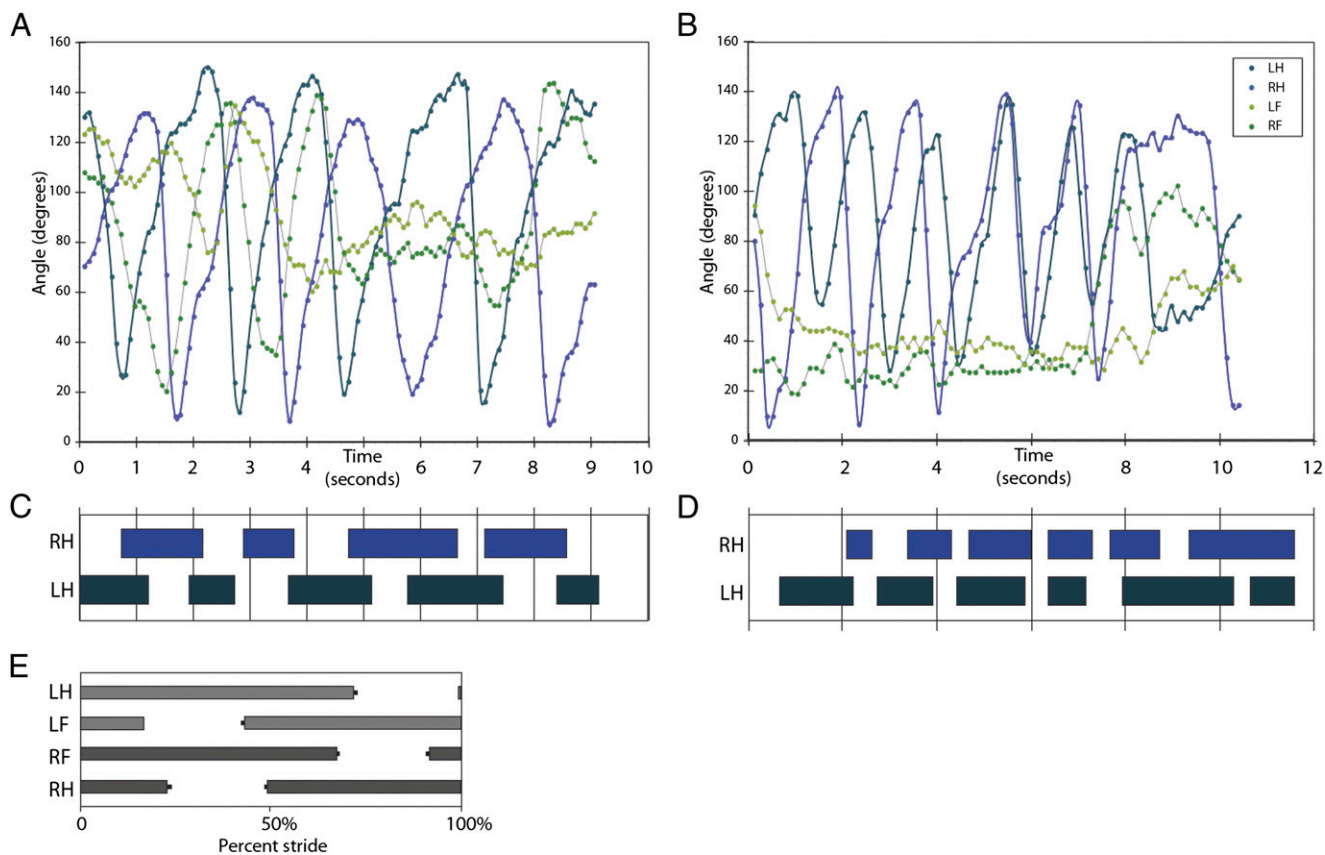 A
160
140
120
100
80
60
40
20
0
Angle (degrees)
0 1 2 3 4 5 6 7 8 9 10
Time
(seconds)
B
160
140
120
100
80
60
40
20
0
Angle (degrees)
LH
RH
LF
RF
0 2 4 6 8 10 12
Time
(seconds)
C
RH
LH
D
RH
LH
E
LH
LF
RF
RH
0 50% 100%
Percent stride